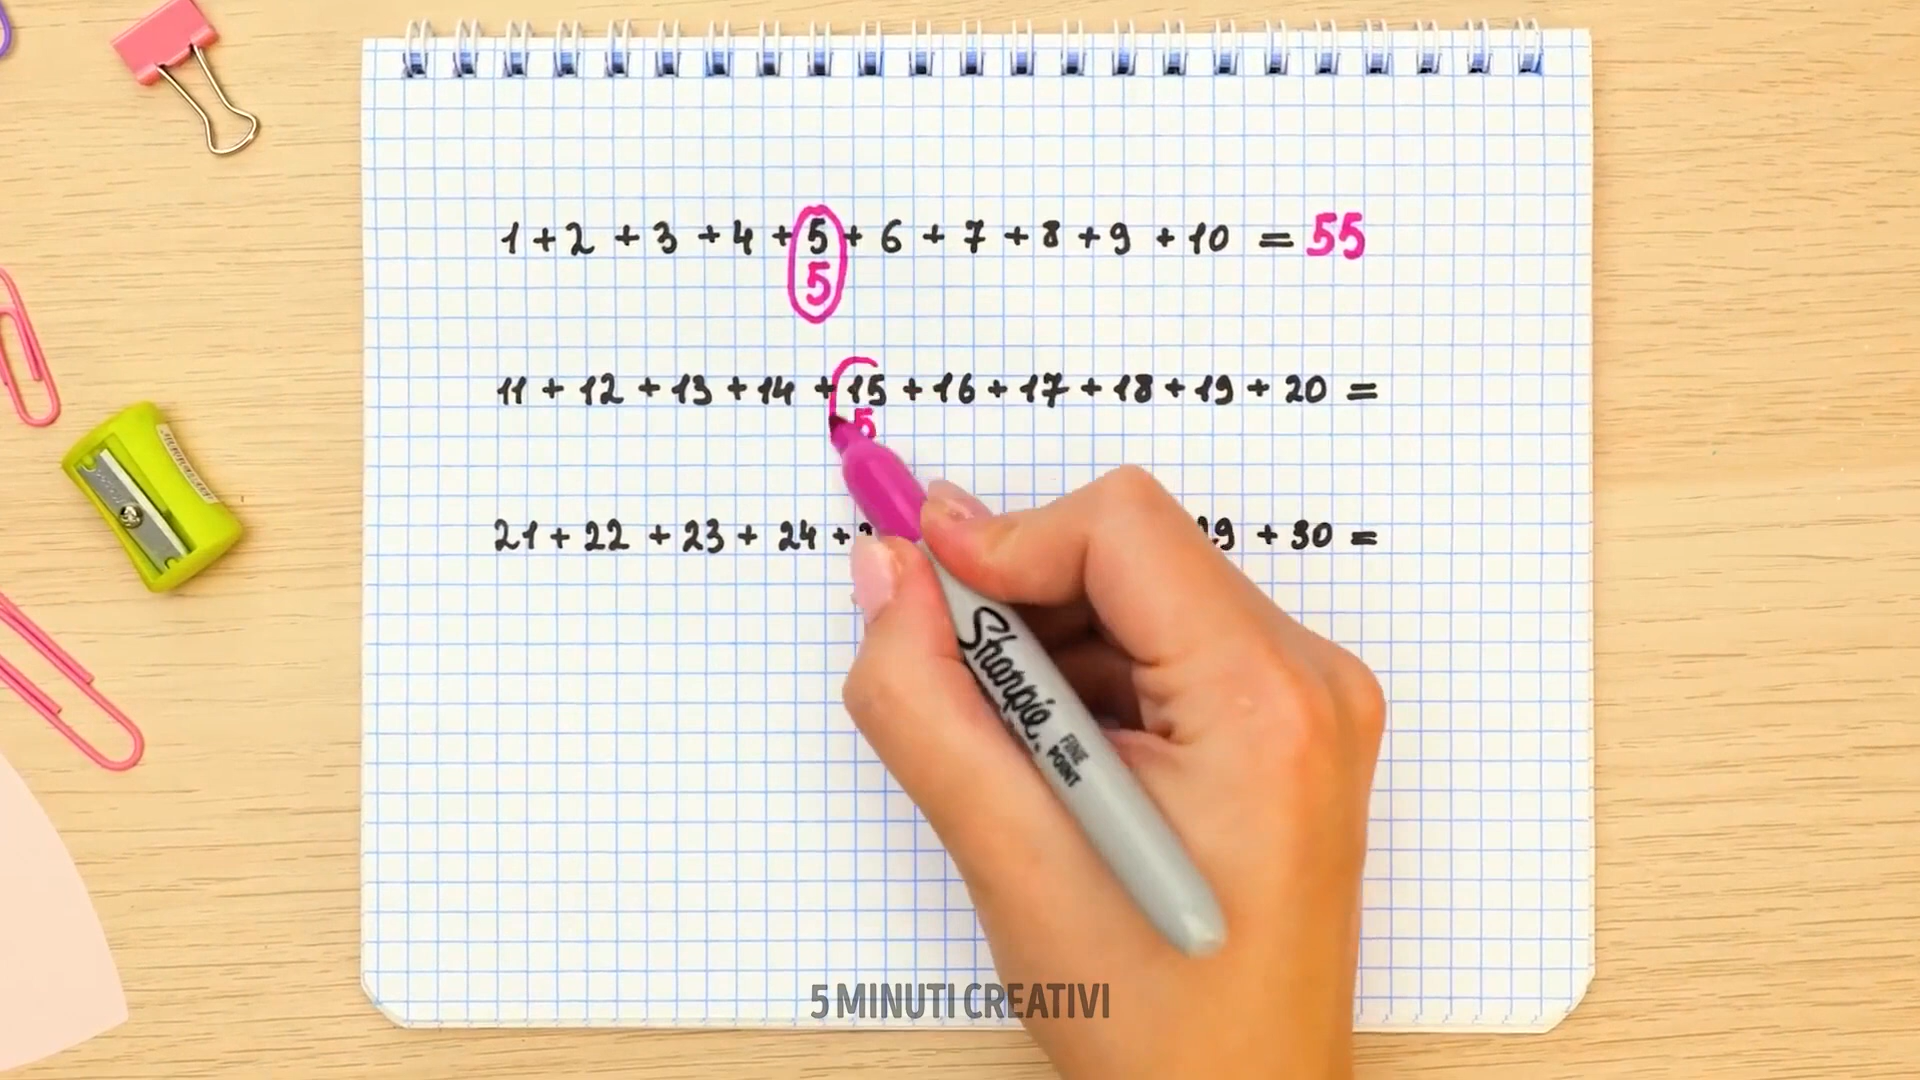 1 + 2 + 3 + 4 + 5 + 6 + 7 + 8 + 9 + 10 = 55
5
11 + 12 + 13 + 14 + 15 + 16 + 17 + 18 + 19 + 20 =
5
21 + 22 + 23 + 24 + + 30 =
Sharpie.
FINE
POINT
5 MINUTI CREATIVI